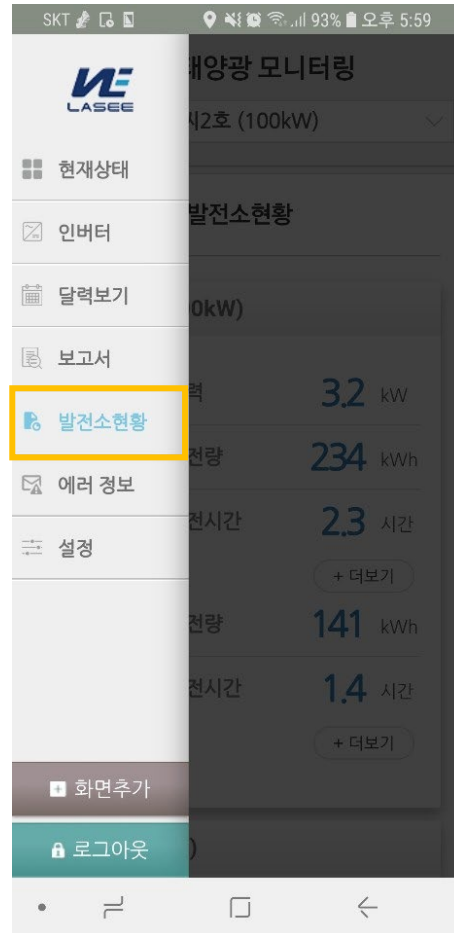 SKT 93% 오후 5:59
LASEE
태양광 모니터링
2호 (100kW)
현재상태
인버터
발전소현황
달력보기
0kW)
보고서
력 3.2 kW
발전소현황
전량 234 kWh
에러 정보
전시간 2.3 시간
설정
+ 더보기
전량 141 kWh
전시간 1.4 시간
+ 더보기
화면추가
로그아웃
)